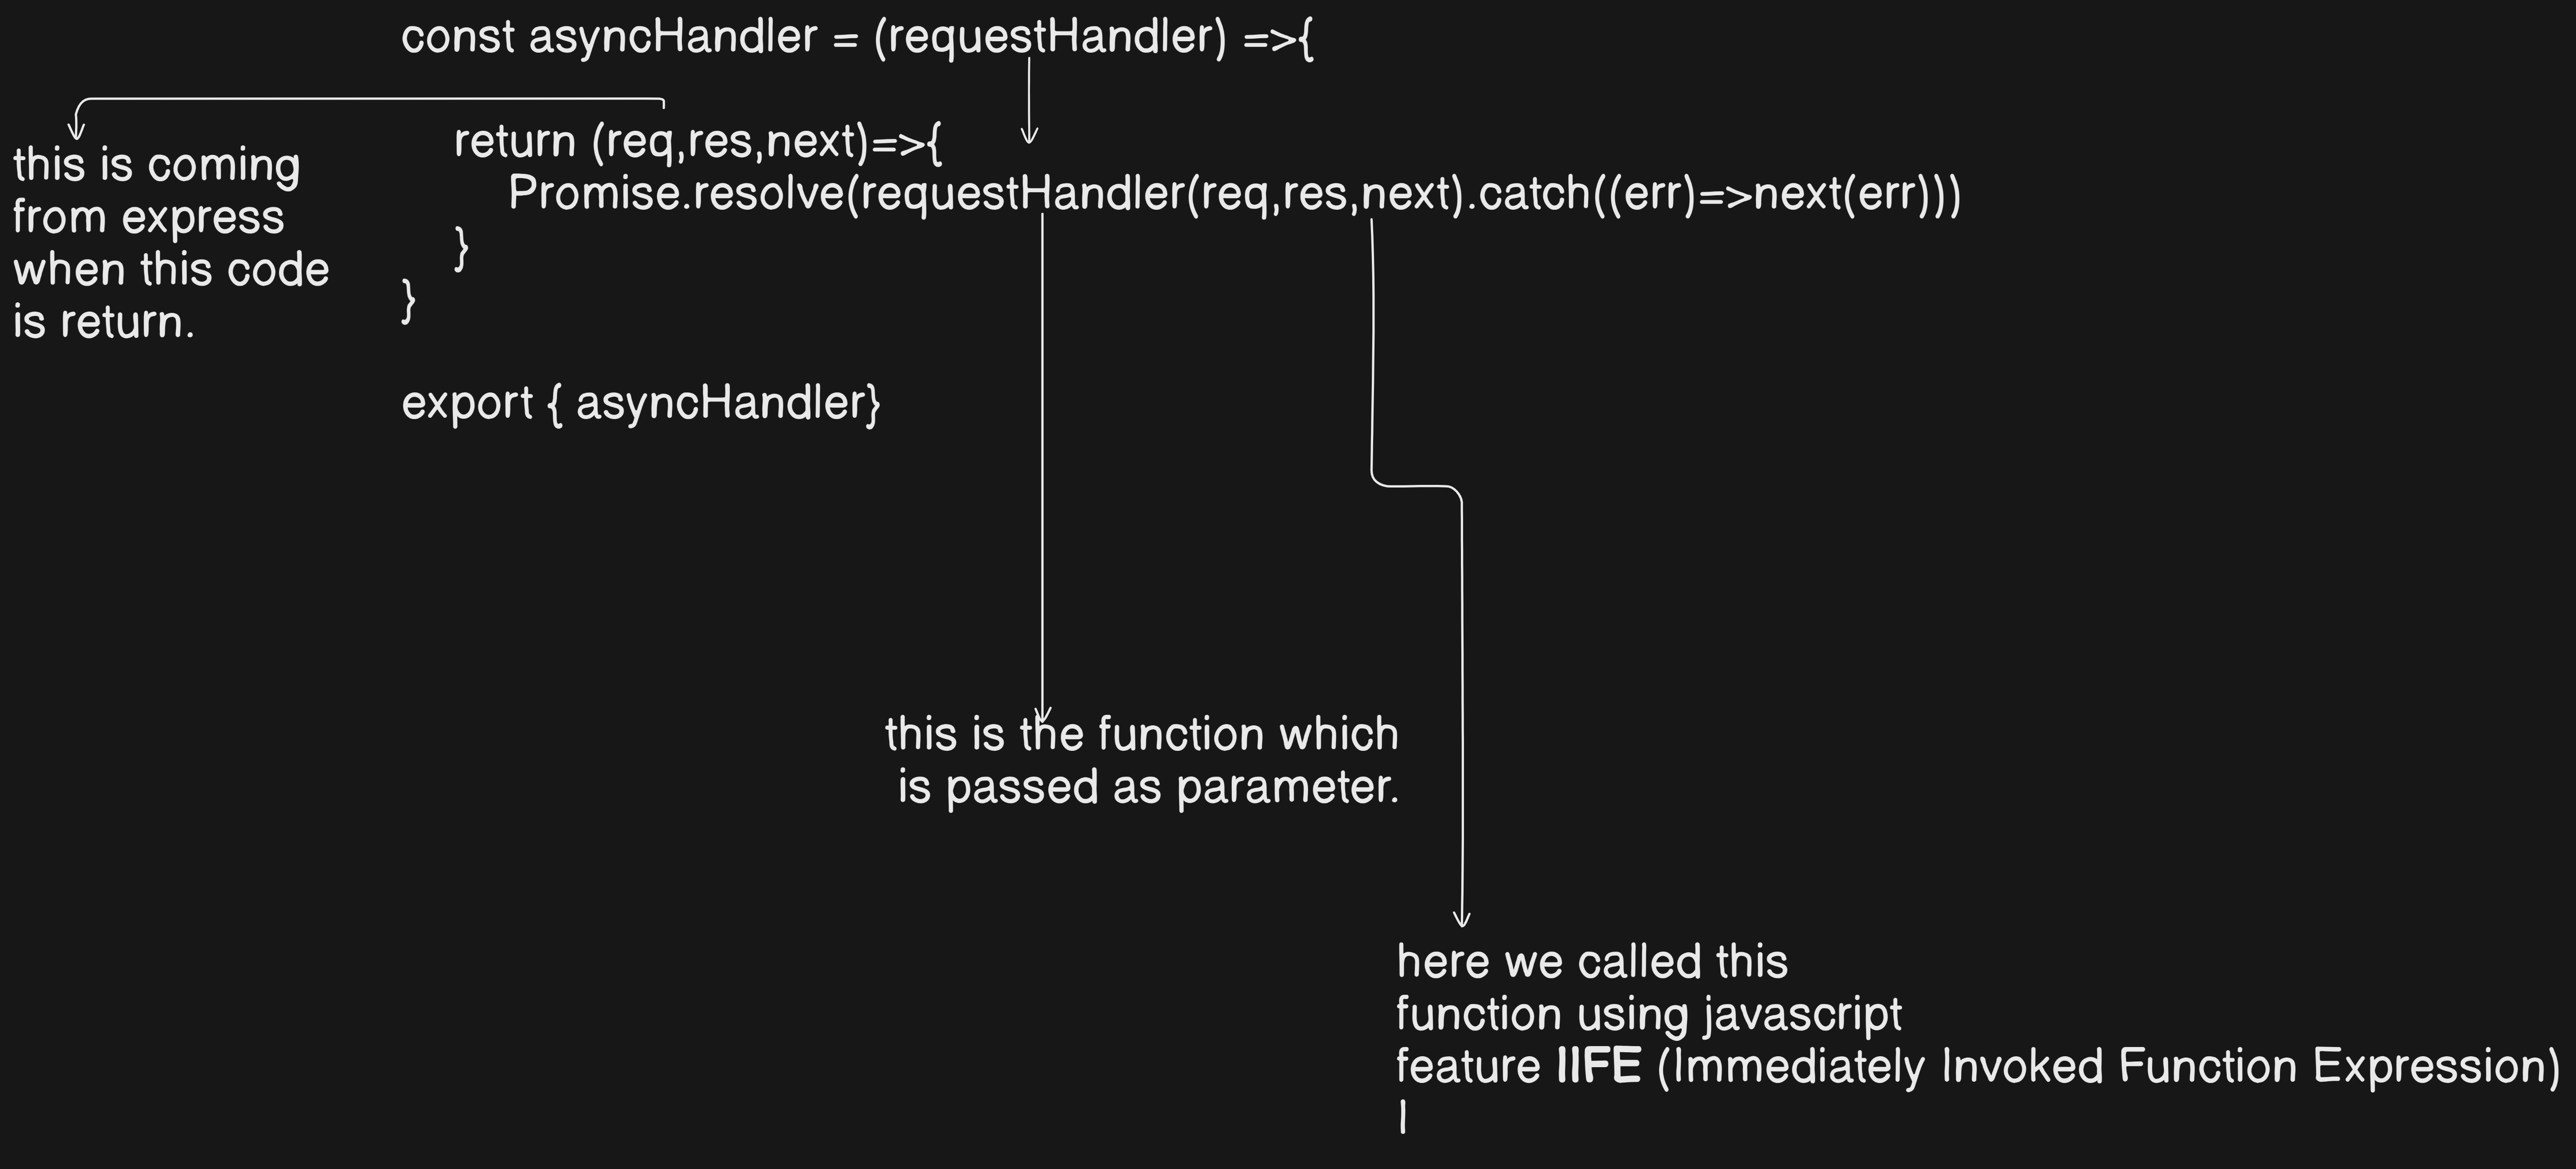 const asyncHandler = (requestHandler) =>{
return (req,res,next)=>{
Promise.resolve(requestHandler(req,res,next).catch((err)=>next(err)))
}
}
export { asyncHandler}
this is coming
from express
when this code
is return.
this is the function which
is passed as parameter.
here we called this
function using javascript
feature IIFE (Immediately Invoked Function Expression)